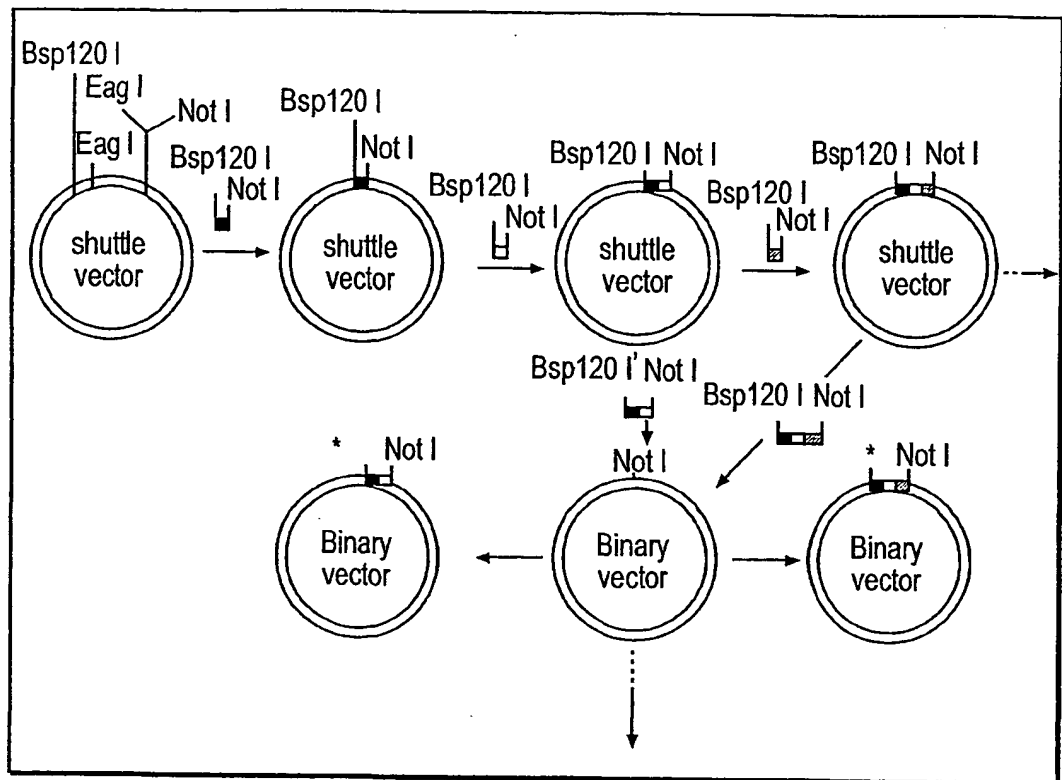 Bsp120 I
Eag I
Not I
Eag I
Bsp120 I
Not I
shuttle
vector
Bsp120 I
Not I
shuttle
vector
Bsp120 I
Not I
Bsp120 I Not I
shuttle
vector
Bsp120 I
Not I
Bsp120 I Not I
shuttle
vector
Bsp120 I' Not I
Bsp120 I Not I
* Not I
Binary
vector
Not I
Binary
vector
* Not I
Binary
vector